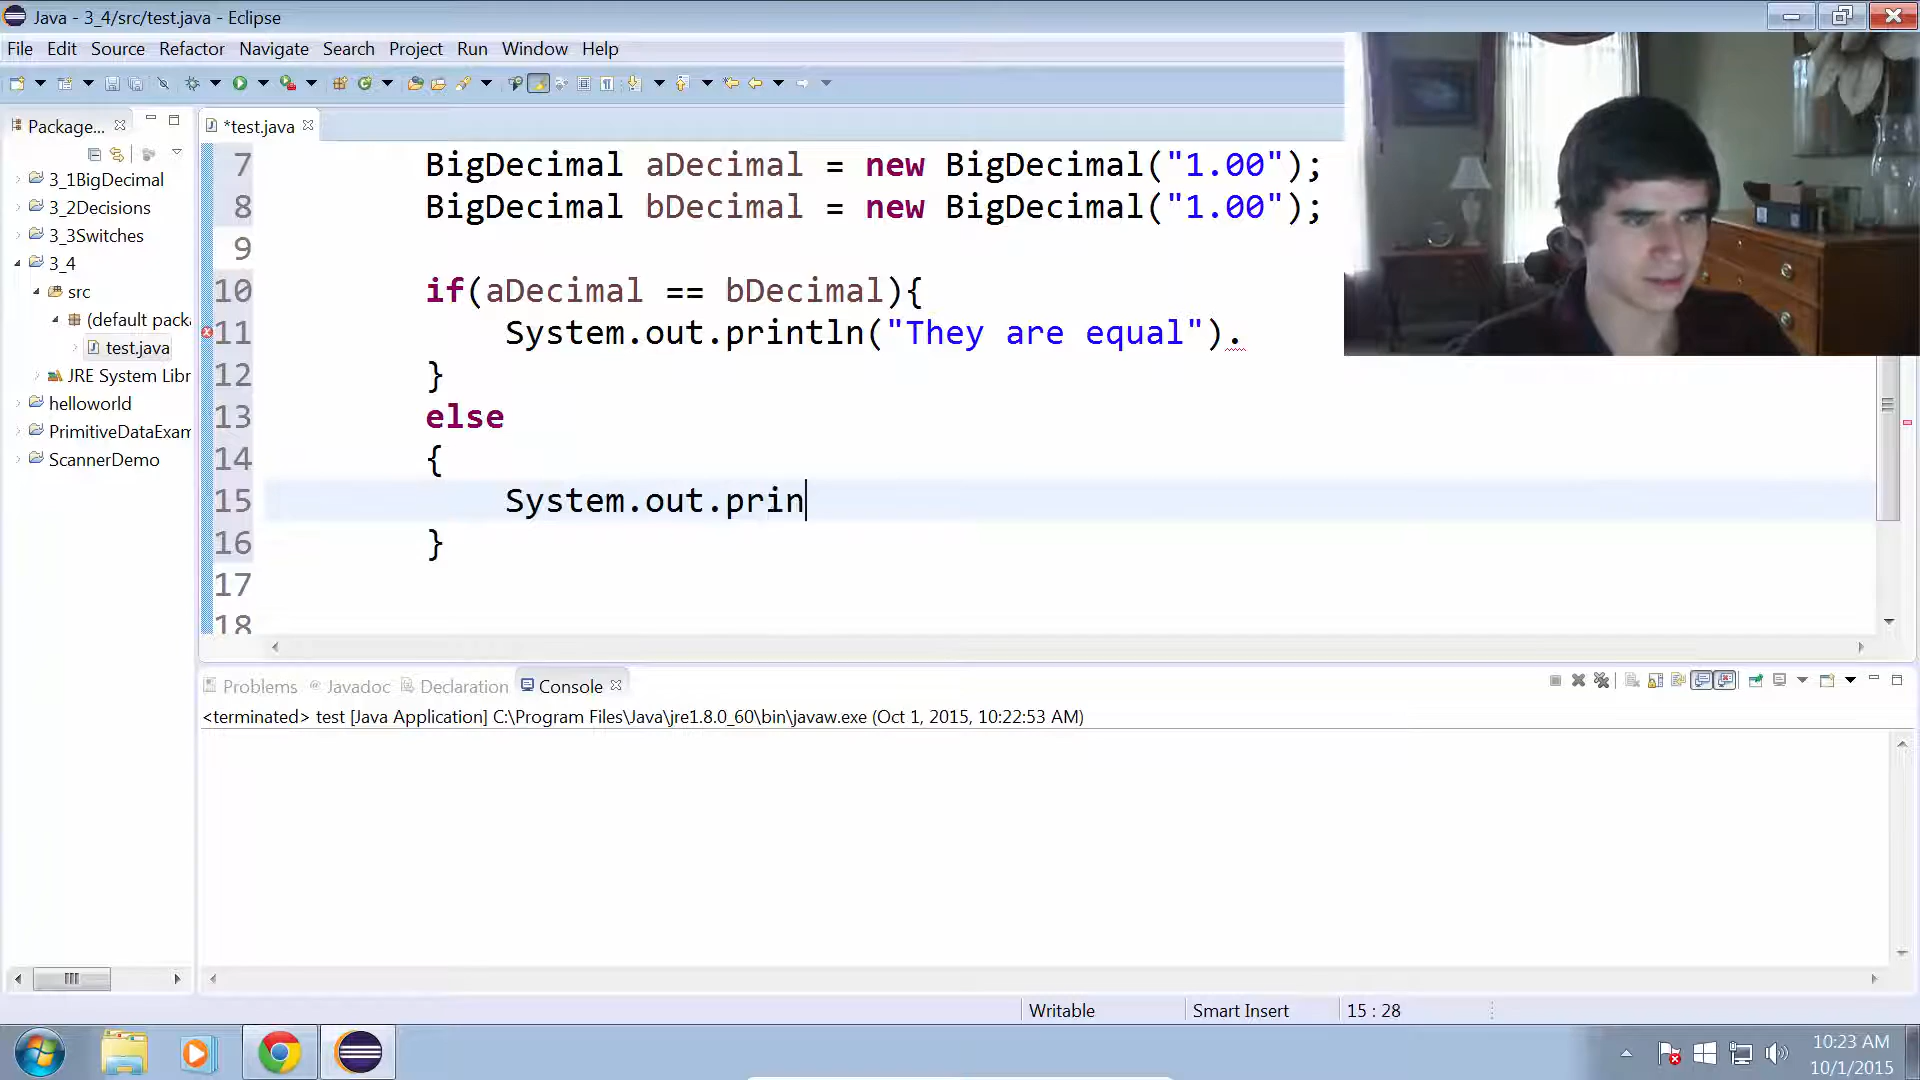 Java - 3_4/src/test.java - Eclipse
File Edit Source Refactor Navigate Search Project Run Window Help
Package...
*test.java
3_1BigDecimal
3_2Decisions
3_3Switches
3_4
src
(default pack
test.java
JRE System Libr
helloworld
PrimitiveDataExam
ScannerDemo
7 BigDecimal aDecimal = new BigDecimal("1.00");
8 BigDecimal bDecimal = new BigDecimal("1.00");
9
10 if(aDecimal == bDecimal){
11 System.out.println("They are equal").
12 }
13 else
14 {
15 System.out.prin
16 }
17
18
Problems Javadoc Declaration Console
<terminated> test [Java Application] C:\Program Files\Java\jre1.8.0_60\bin\javaw.exe (Oct 1, 2015, 10:22:53 AM)
Writable Smart Insert 15 : 28
10:23 AM
10/1/2015